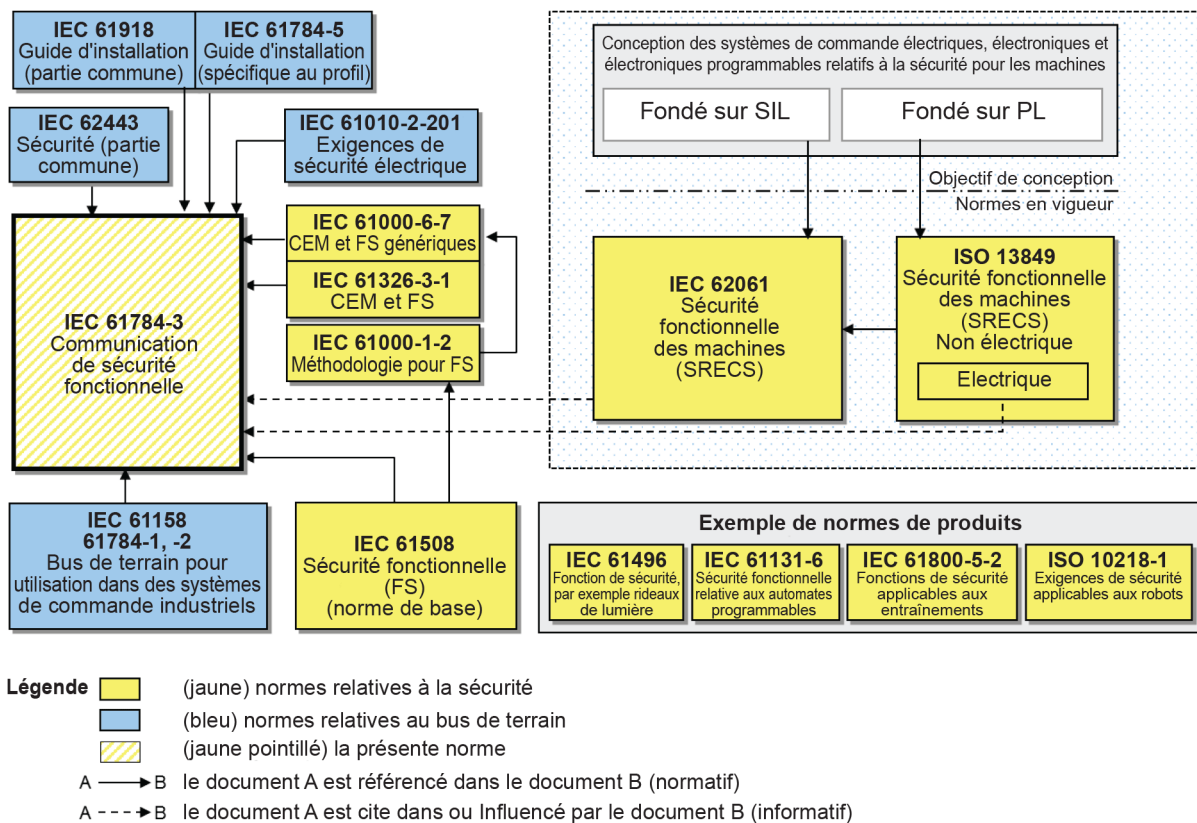 IEC 61918
Guide d'installation
(partie commune)
IEC 61784-5
Guide d'installation
(spécifique au profil)
IEC 62443
Sécurité (partie
commune)
IEC 61010-2-201
Exigences de
sécurité électrique
IEC 61000-6-7
CEM et FS génériques
IEC 61326-3-1
CEM et FS
IEC 61000-1-2
Méthodologie pour FS
IEC 61784-3
Communication
de sécurité
fonctionnelle
IEC 61158
61784-1, -2
Bus de terrain pour
utilisation dans des systèmes
de commande industriels
IEC 61508
Sécurité fonctionnelle
(FS)
(norme de base)
Conception des systèmes de commande électriques, électroniques et
électroniques programmables relatifs à la sécurité pour les machines
Fondé sur SIL
Fondé sur PL
Objectif de conception
Normes en vigueur
IEC 62061
Sécurité
fonctionnelle
des machines
(SRECS)
ISO 13849
Sécurité fonctionnelle
des machines
(SRECS)
Non électrique
Electrique
Exemple de normes de produits
IEC 61496
Fonction de sécurité,
par exemple rideaux
de lumière
IEC 61131-6
Sécurité fonctionnelle
relative aux automates
programmables
IEC 61800-5-2
Fonctions de sécurité
applicables aux
entraînements
ISO 10218-1
Exigences de sécurité
applicables aux robots
Légende
(jaune) normes relatives à la sécurité
(bleu) normes relatives au bus de terrain
(jaune pointillé) la présente norme
A B le document A est référencé dans le document B (normatif)
A B le document A est cite dans ou Influencé par le document B (informatif)